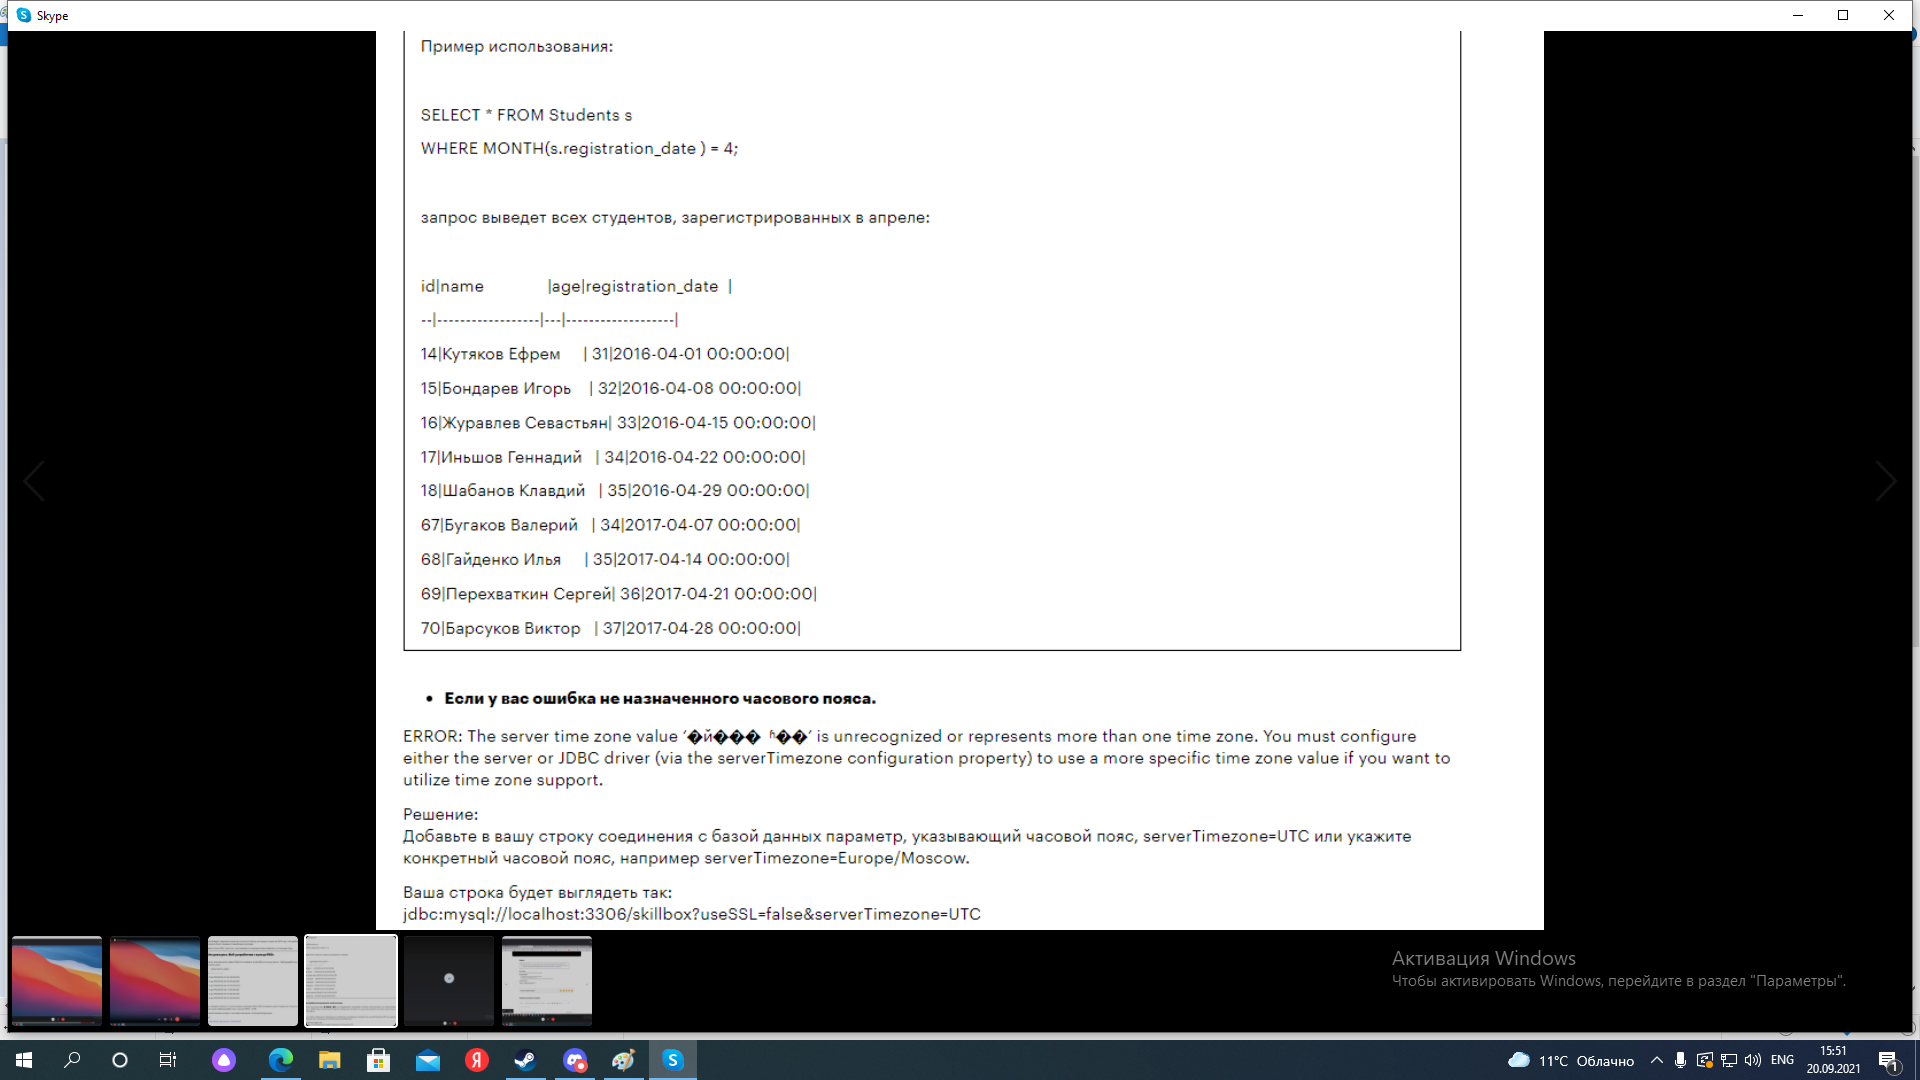 Skype
Пример использования:
SELECT * FROM Students s
WHERE MONTH(s.registration_date ) = 4;
запрос выведет всех студентов, зарегистрированных в апреле:
id|name |age|registration_date |
--|------------------|---|-------------------|
14|Кутяков Ефрем | 31|2016-04-01 00:00:00|
15|Бондарев Игорь | 32|2016-04-08 00:00:00|
16|Журавлев Севастьян| 33|2016-04-15 00:00:00|
17|Иньшов Геннадий | 34|2016-04-22 00:00:00|
18|Шабанов Клавдий | 35|2016-04-29 00:00:00|
67|Бугаков Валерий | 34|2017-04-07 00:00:00|
68|Гайденко Илья | 35|2017-04-14 00:00:00|
69|Перехваткин Сергей| 36|2017-04-21 00:00:00|
70|Барсуков Виктор | 37|2017-04-28 00:00:00|
• Если у вас ошибка не назначенного часового пояса.
ERROR: The server time zone value ‘�й��� ʱ��’ is unrecognized or represents more than one time zone. You must configure
either the server or JDBC driver (via the serverTimezone configuration property) to use a more specific time zone value if you want to
utilize time zone support.
Решение:
Добавьте в вашу строку соединения с базой данных параметр, указывающий часовой пояс, serverTimezone=UTC или укажите
конкретный часовой пояс, например serverTimezone=Europe/Moscow.
Ваша строка будет выглядеть так:
jdbc:mysql://localhost:3306/skillbox?useSSL=false&serverTimezone=UTC
Активация Windows
Чтобы активировать Windows, перейдите в раздел "Параметры".
11°C Облачно
ENG
15:51
20.09.2021
1